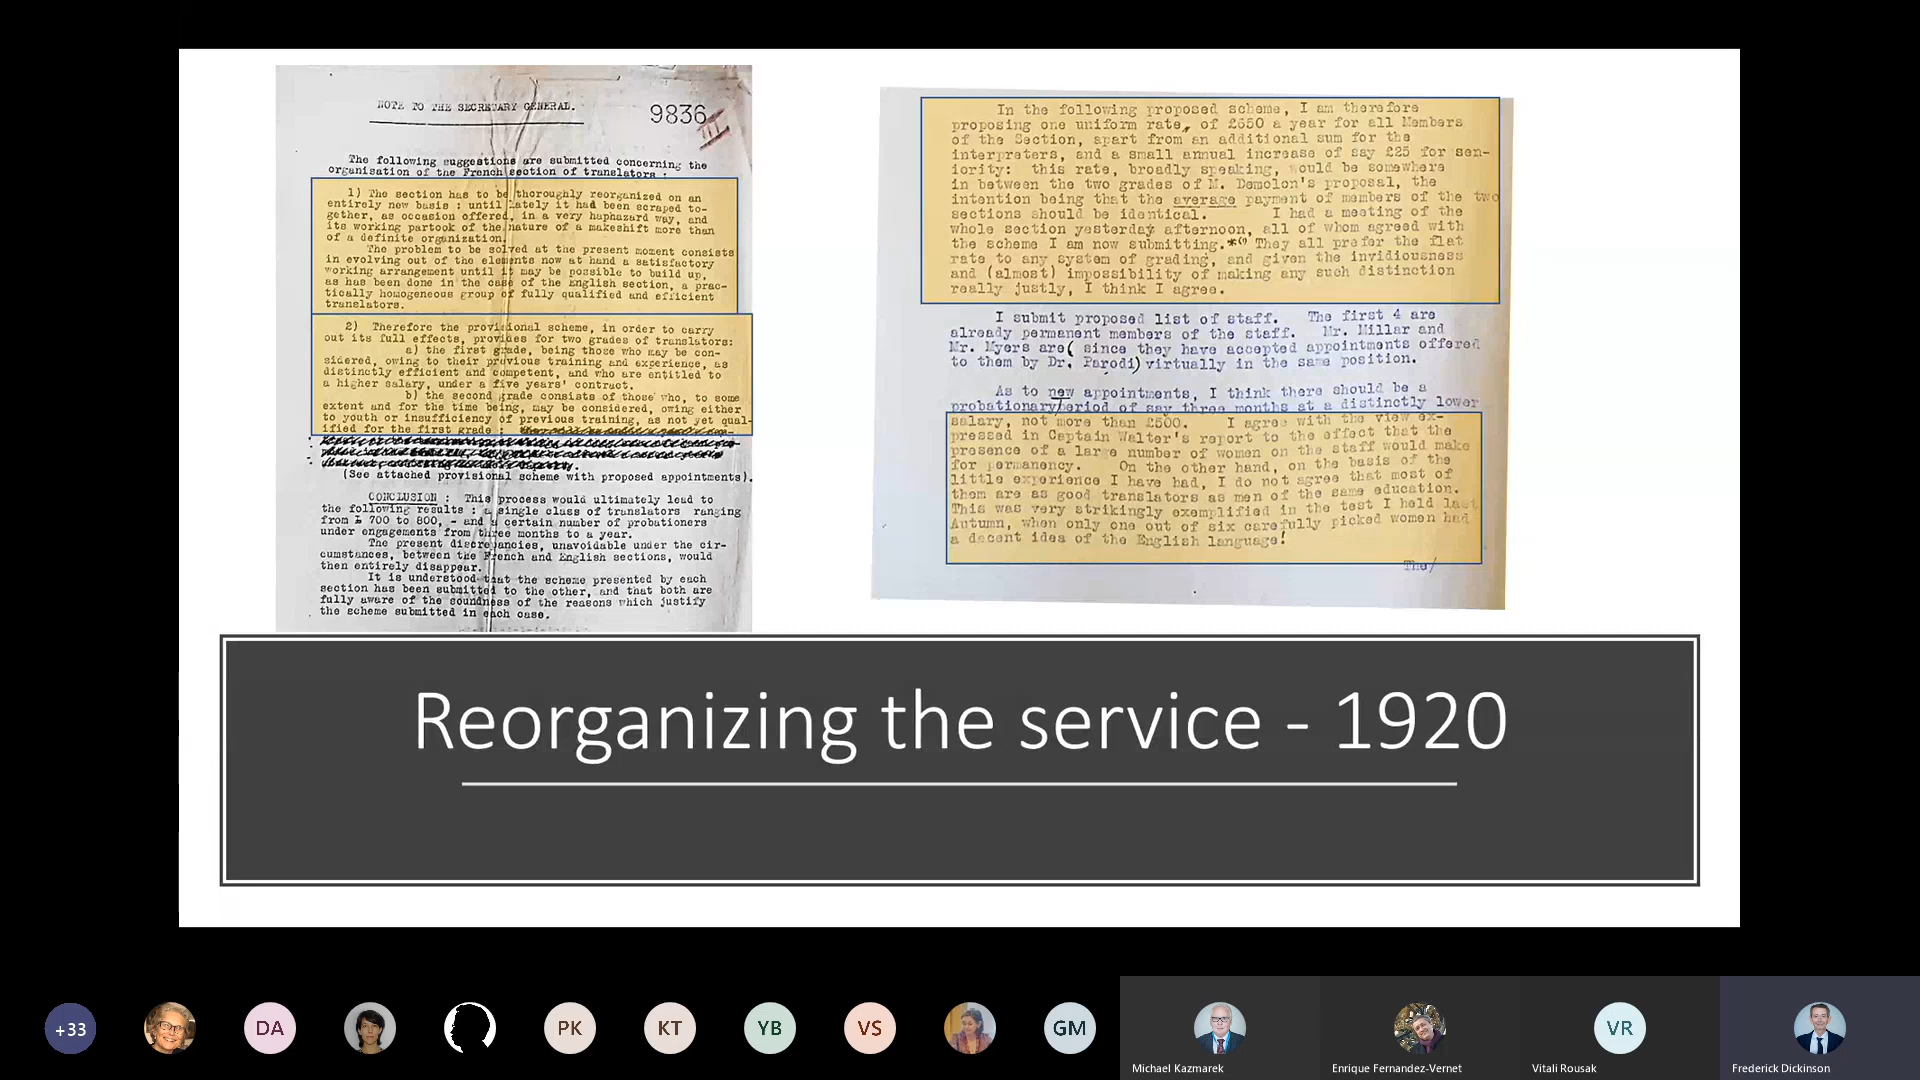 NOTE TO THE SECRETARY GENERAL.
9836
The following suggestions are submitted concerning the
organisation of the French section of translators :
1) The section has to be thoroughly reorganized on an
entirely new basis : until lately it had been scraped to-
gether, as occasion offered, in a very haphazard way, and
its working partook of the nature of a makeshift more than
of a definite organization.
The problem to be solved at the present moment consists
in evolving out of the elements now at hand a satisfactory
working arrangement until it may be possible to build up,
as has been done in the case of the English section, a prac-
tically homogeneous group of fully qualified and efficient
translators.
2) Therefore the provisional scheme, in order to carry
out its full effects, provides for two grades of translators:
a) the first grade, being those who may be con-
sidered, owing to their previous training and experience, as
distinctly efficient and competent, and who are entitled to
a higher salary, under a five years' contract.
b) the second grade consists of those who, to some
extent and for the time being, may be considered, owing either
to youth or insufficiency of previous training, as not yet qual-
ified for the first grade :
(See attached provisional scheme with proposed appointments).
CONCLUSION : This process would ultimately lead to
the following results : a single class of translators ranging
from £ 700 to 800, - and a certain number of probationers
under engagements from three months to a year.
The present discrepancies, unavoidable under the cir-
cumstances, between the French and English sections, would
then entirely disappear.
It is understood that the scheme presented by each
section has been submitted to the other, and that both are
fully aware of the soundness of the reasons which justify
the scheme submitted in each case.
In the following proposed scheme, I am therefore
proposing one uniform rate, of £650 a year for all Members
of the Section, apart from an additional sum for the
interpreters, and a small annual increase of say £25 for sen-
iority: this rate, broadly speaking, would be somewhere
in between the two grades of M. Demolon's proposal, the
intention being that the average payment of members of the two
sections should be identical. I had a meeting of the
whole section yesterday afternoon, all of whom agreed with
the scheme I am now submitting.*(1) They all prefer the flat
rate to any system of grading, and given the invidiousness
and (almost) impossibility of making any such distinction
really justly, I think I agree.
I submit proposed list of staff. The first 4 are
already permanent members of the staff. Mr. Millar and
Mr. Myers are( since they have accepted appointments offered
to them by Dr. Parodi) virtually in the same position.
As to new appointments, I think there should be a
probationary period of say three months at a distinctly lower
salary, not more than £500. I agree with the view ex-
pressed in Captain Walter's report to the effect that the
presence of a large number of women on the staff would make
for permanency. On the other hand, on the basis of the
little experience I have had, I do not agree that most of
them are as good translators as men of the same education.
This was very strikingly exemplified in the test I held last
Autumn, when only one out of six carefully picked women had
a decent idea of the English language!
The/
Reorganizing the service - 1920
+33
DA
PK
KT
YB
VS
GM
VR
Michael Kazmarek
Enrique Fernandez-Vernet
Vitali Rousak
Frederick Dickinson